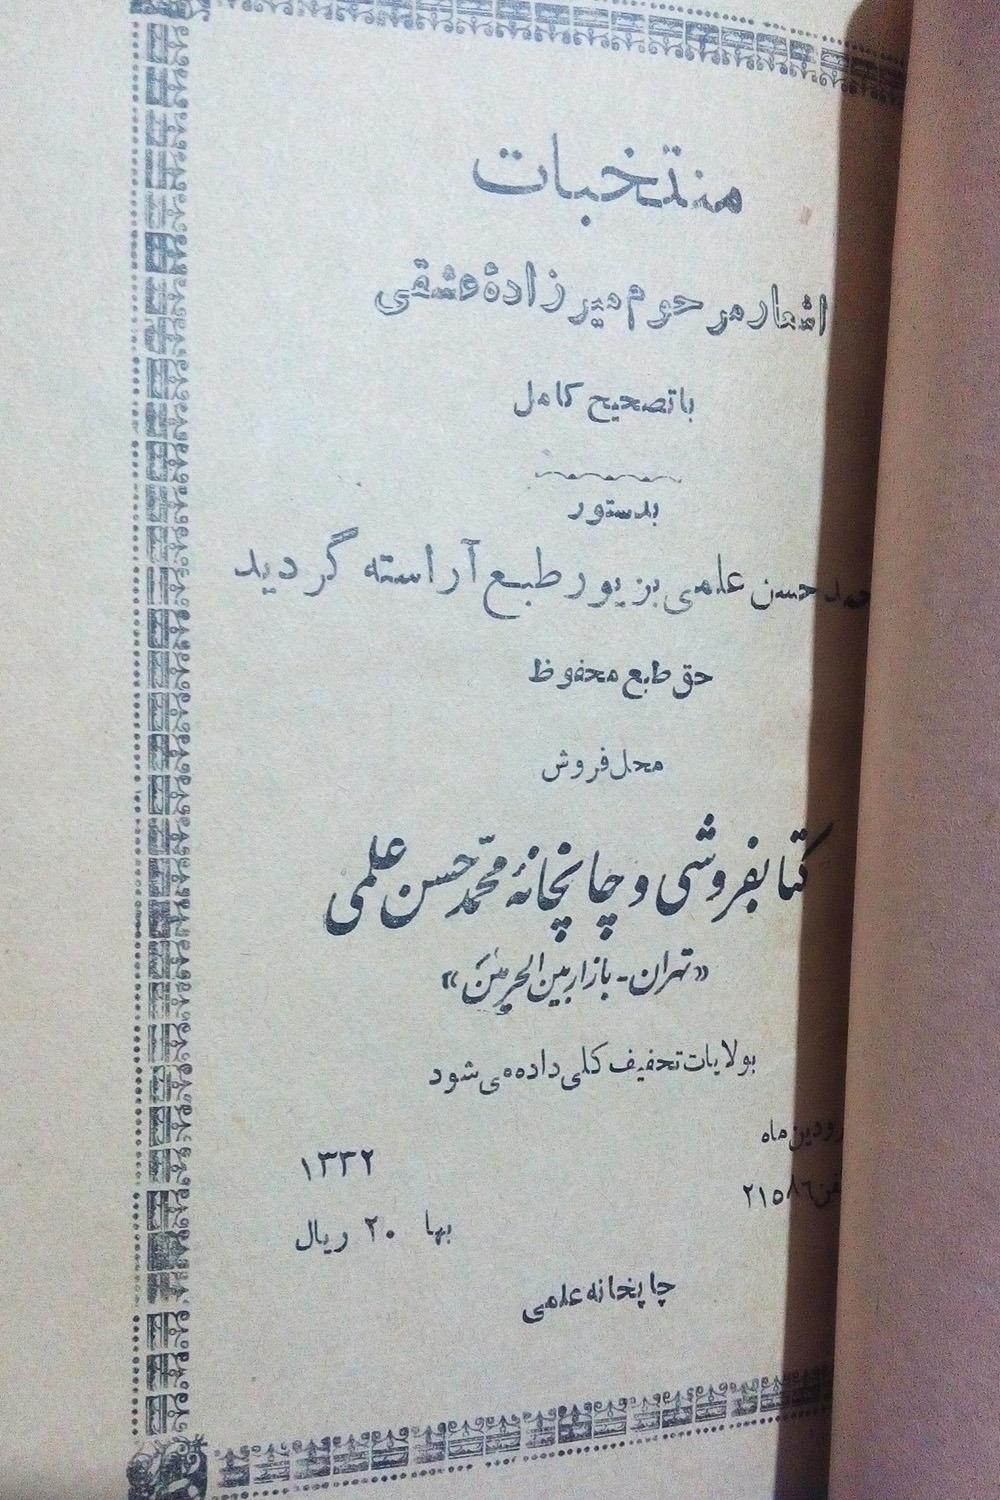 منتخبات
اشعار مرحوم میرزاده عشقی
با تصحیح کامل
بدستور
حسن علمی بزیور طبع آراسته گردید
حق طبع محفوظ
محل فروش
کتابفروشی و چاپخانهٔ محمّد حسن علمی
«تهران - بازار بین الحرمین»
بولایات تحفیف کلی داده می شود
ماه ۱۳۳۲
۲۱۵۸۶ بها ۲۰ ریال
چاپخانه علمی